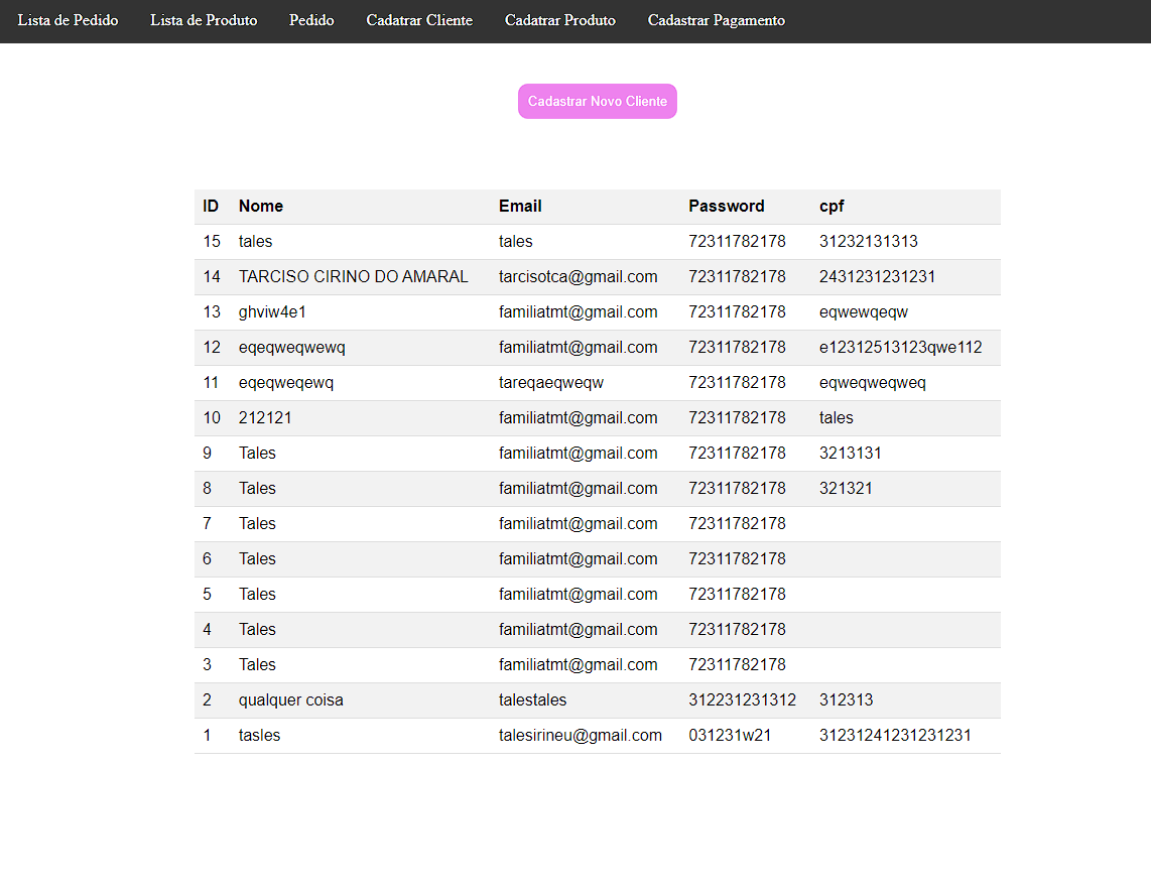 Lista de Pedido Lista de Produto Pedido Cadatrar Cliente Cadatrar Produto Cadastrar Pagamento
Cadastrar Novo Cliente
ID Nome Email Password cpf
15 tales tales 72311782178 31232131313
14 TARCISO CIRINO DO AMARAL tarcisotca@gmail.com 72311782178 2431231231231
13 ghviw4e1 familiatmt@gmail.com 72311782178 eqwewqeqw
12 eqeqweqwewq familiatmt@gmail.com 72311782178 e12312513123qwe112
11 eqeqweqewq tareqaeqweqw 72311782178 eqweqweqweq
10 212121 familiatmt@gmail.com 72311782178 tales
9 Tales familiatmt@gmail.com 72311782178 3213131
8 Tales familiatmt@gmail.com 72311782178 321321
7 Tales familiatmt@gmail.com 72311782178
6 Tales familiatmt@gmail.com 72311782178
5 Tales familiatmt@gmail.com 72311782178
4 Tales familiatmt@gmail.com 72311782178
3 Tales familiatmt@gmail.com 72311782178
2 qualquer coisa talestales 312231231312 312313
1 tasles talesirineu@gmail.com 031231w21 31231241231231231